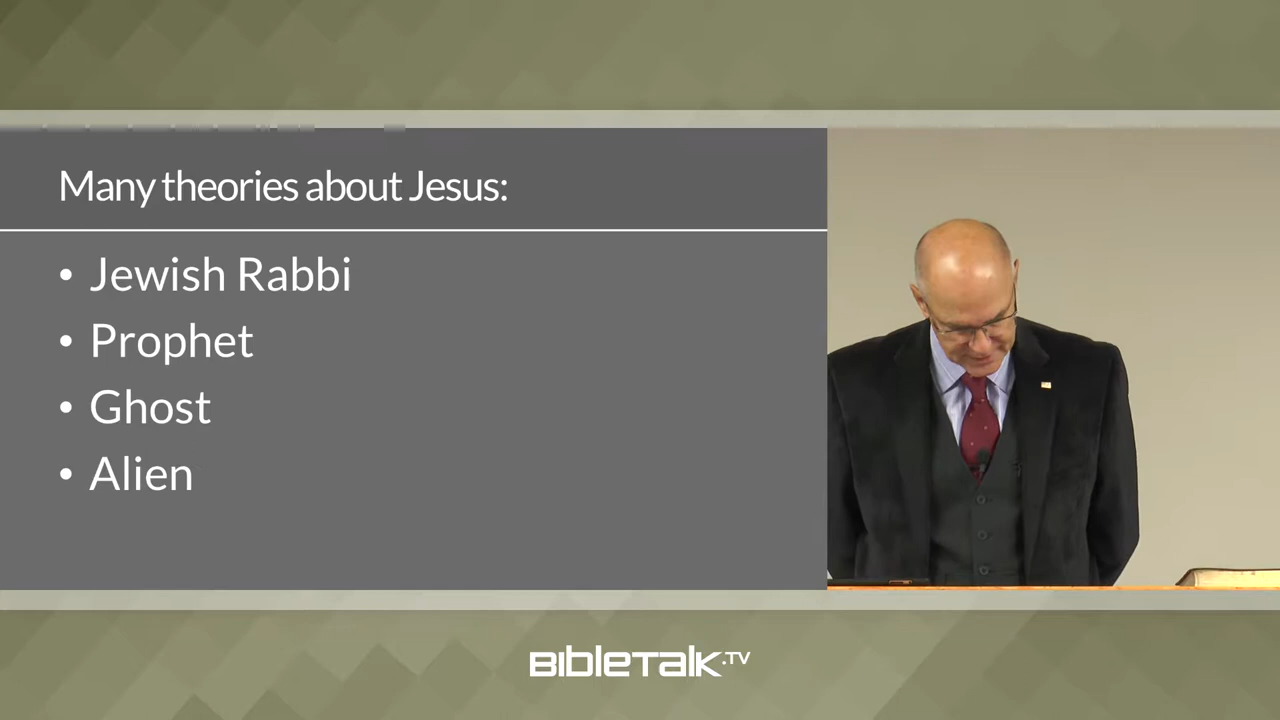 Many theories about Jesus:
• Jewish Rabbi
• Prophet
• Ghost
• Alien
BibleTalk.TV